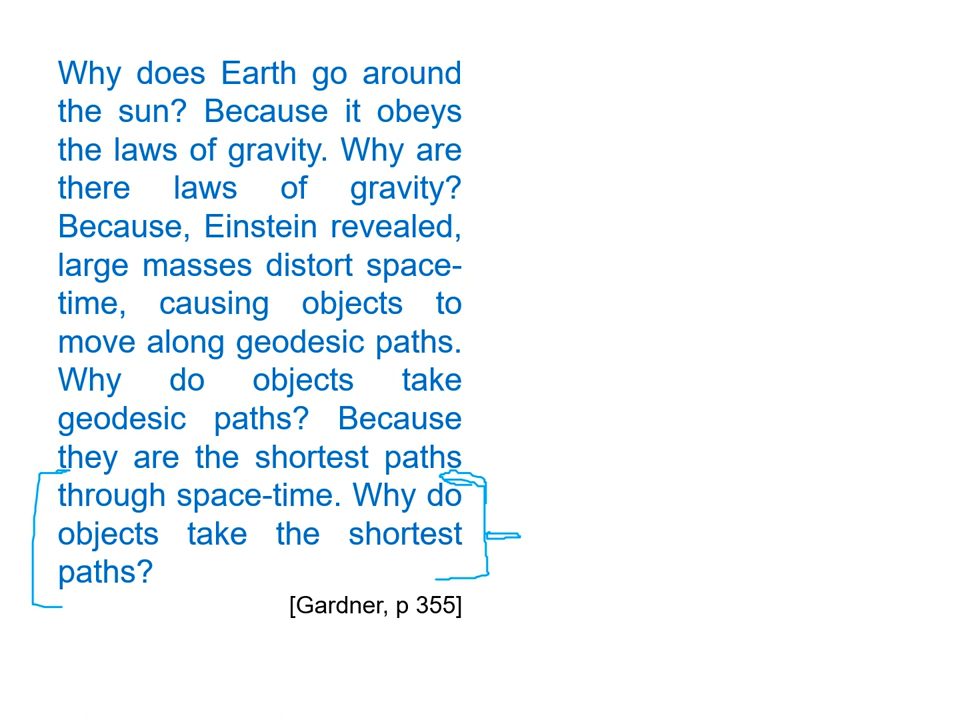 Why does Earth go around
the sun? Because it obeys
the laws of gravity. Why are
there laws of gravity?
Because, Einstein revealed,
large masses distort space-
time, causing objects to
move along geodesic paths.
Why do objects take
geodesic paths? Because
they are the shortest paths
through space-time. Why do
objects take the shortest
paths?
[Gardner, p 355]